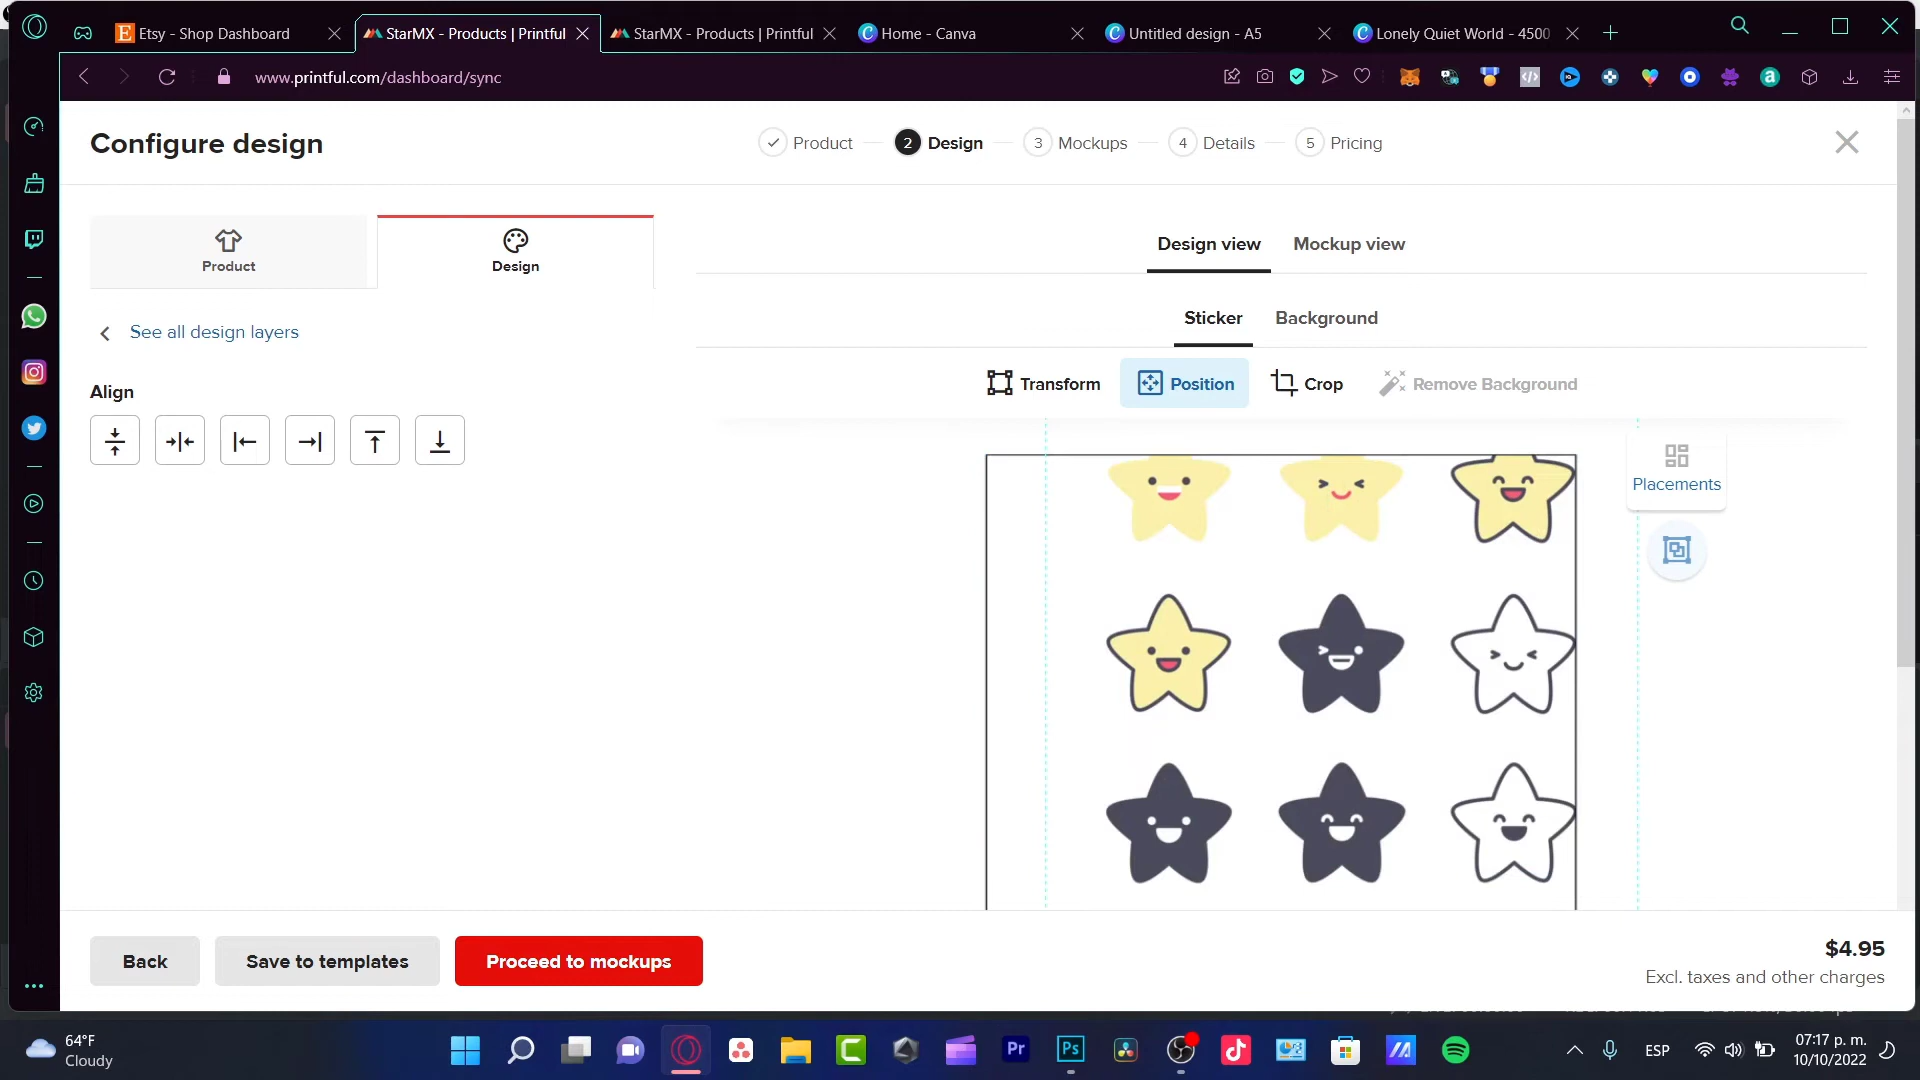 Etsy - Shop Dashboard
StarMX - Products | Printful
StarMX - Products | Printful
Home - Canva
Untitled design - A5
Lonely Quiet World - 4500
www.printful.com/dashboard/sync
Configure design
Product
2 Design
3 Mockups
4 Details
5 Pricing
Product
Design
Design view
Mockup view
See all design layers
Sticker
Background
Align
Transform
Position
Crop
Remove Background
Placements
Back
Save to templates
Proceed to mockups
$4.95
Excl. taxes and other charges
64°F
Cloudy
Pr
Ps
ESP
07:17 p. m.
10/10/2022